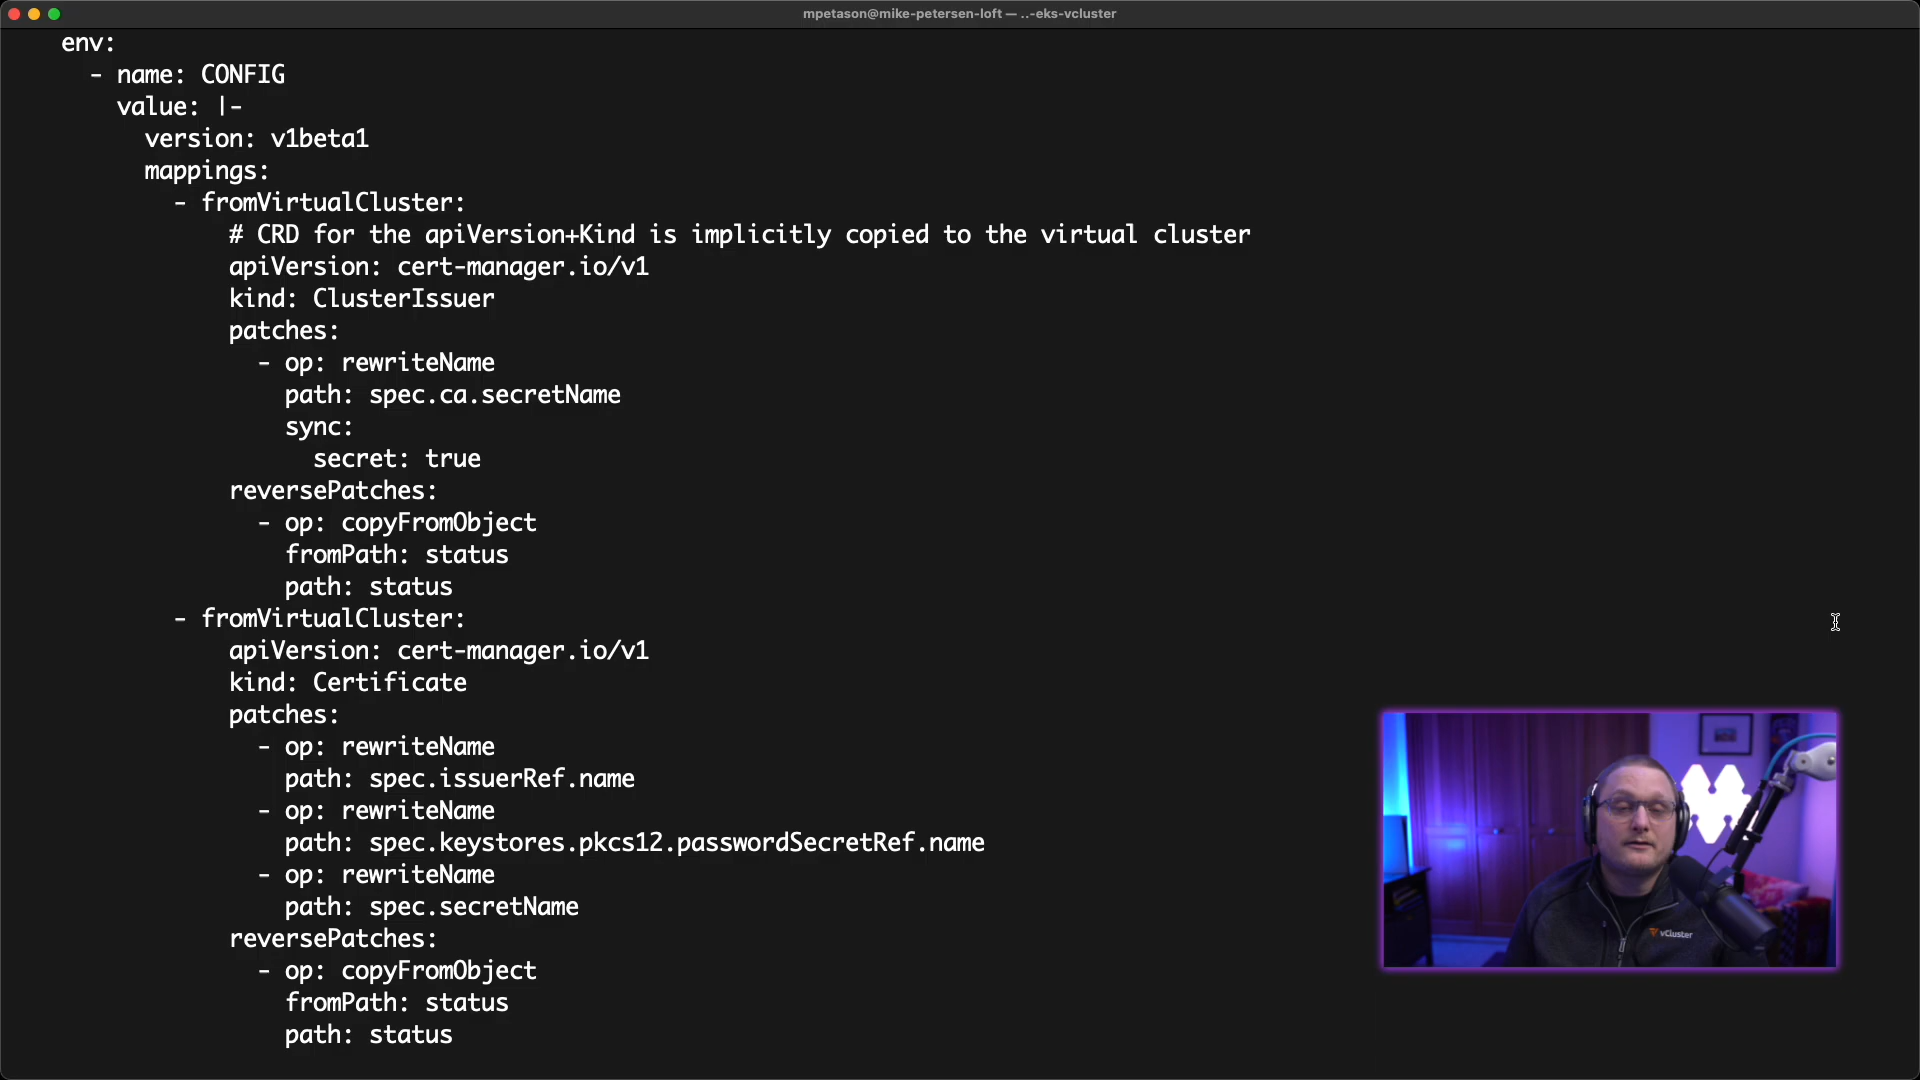 mpetason@mike-petersen-loft — ..-eks-vcluster
env:
- name: CONFIG
value: |-
version: v1beta1
mappings:
- fromVirtualCluster:
# CRD for the apiVersion+Kind is implicitly copied to the virtual cluster
apiVersion: cert-manager.io/v1
kind: ClusterIssuer
patches:
- op: rewriteName
path: spec.ca.secretName
sync:
secret: true
reversePatches:
- op: copyFromObject
fromPath: status
path: status
- fromVirtualCluster:
apiVersion: cert-manager.io/v1
kind: Certificate
patches:
- op: rewriteName
path: spec.issuerRef.name
- op: rewriteName
path: spec.keystores.pkcs12.passwordSecretRef.name
- op: rewriteName
path: spec.secretName
reversePatches:
- op: copyFromObject
fromPath: status
path: status
vCluster